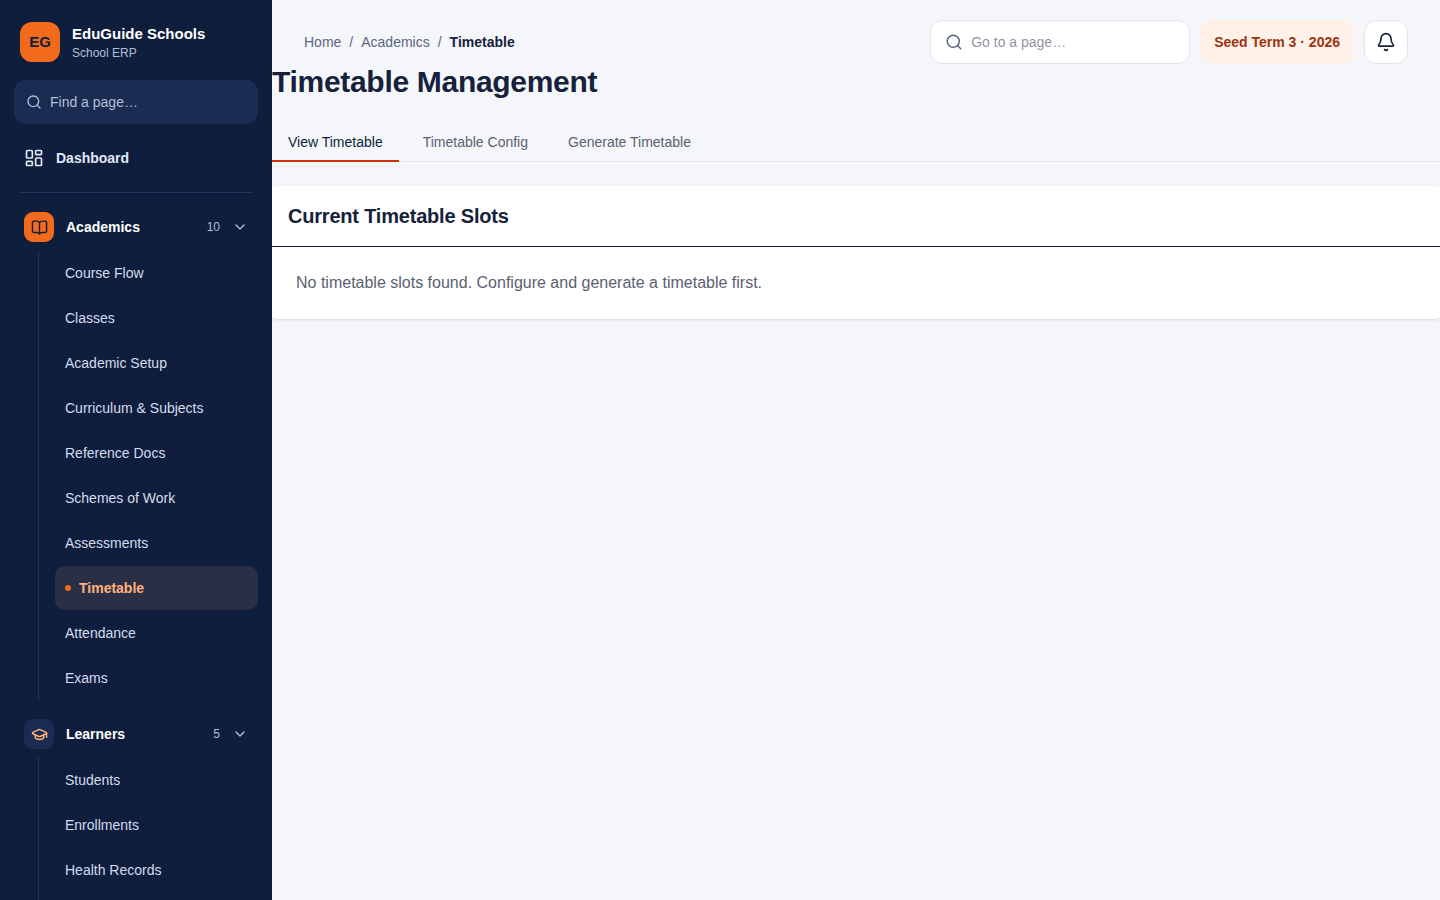 EG
EduGuide Schools
School ERP
Find a page…
Dashboard
Academics 10
Course Flow
Classes
Academic Setup
Curriculum & Subjects
Reference Docs
Schemes of Work
Assessments
Timetable
Attendance
Exams
Learners 5
Students
Enrollments
Health Records
Home / Academics / Timetable
Go to a page…
Seed Term 3 · 2026
Timetable Management
View Timetable Timetable Config Generate Timetable
Current Timetable Slots
No timetable slots found. Configure and generate a timetable first.